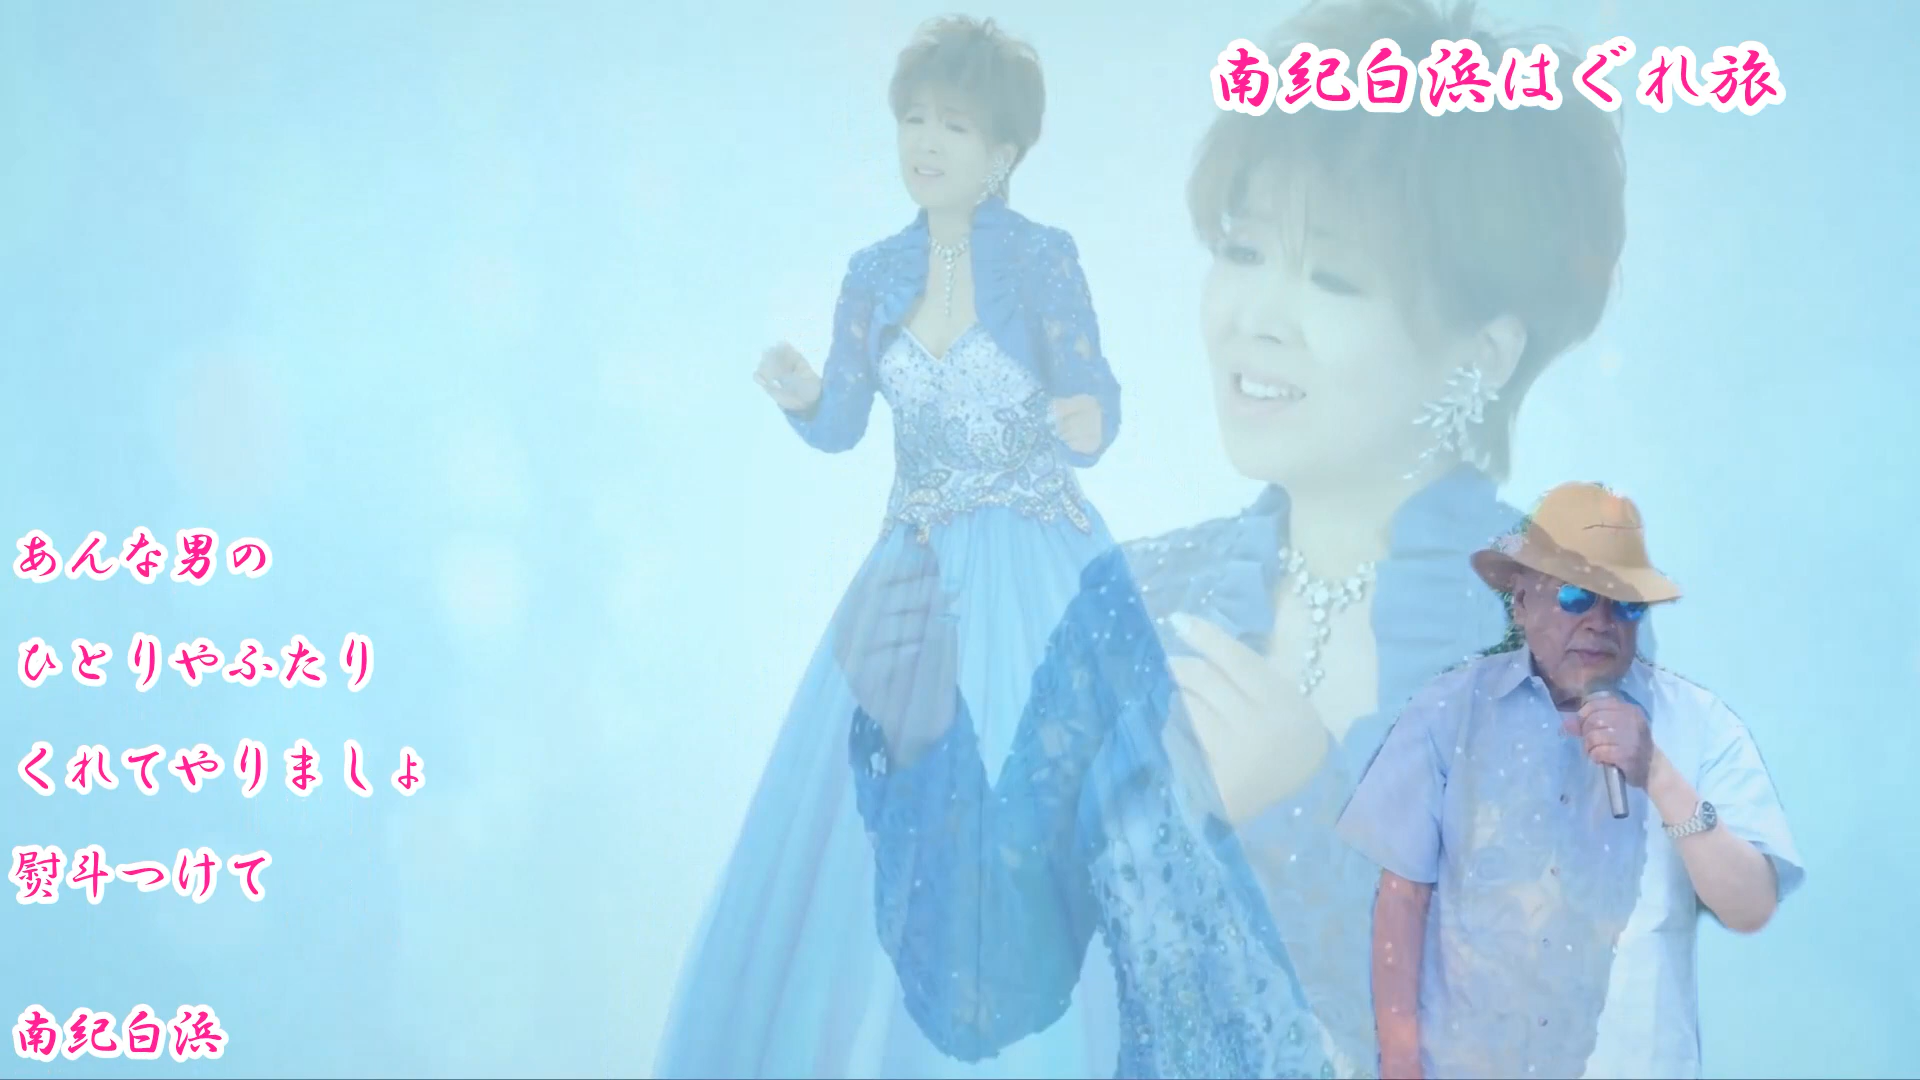 南紀白浜はぐれ旅
あんな男の
ひとりやふたり
くれてやりましょ
熨斗つけて
南紀白浜